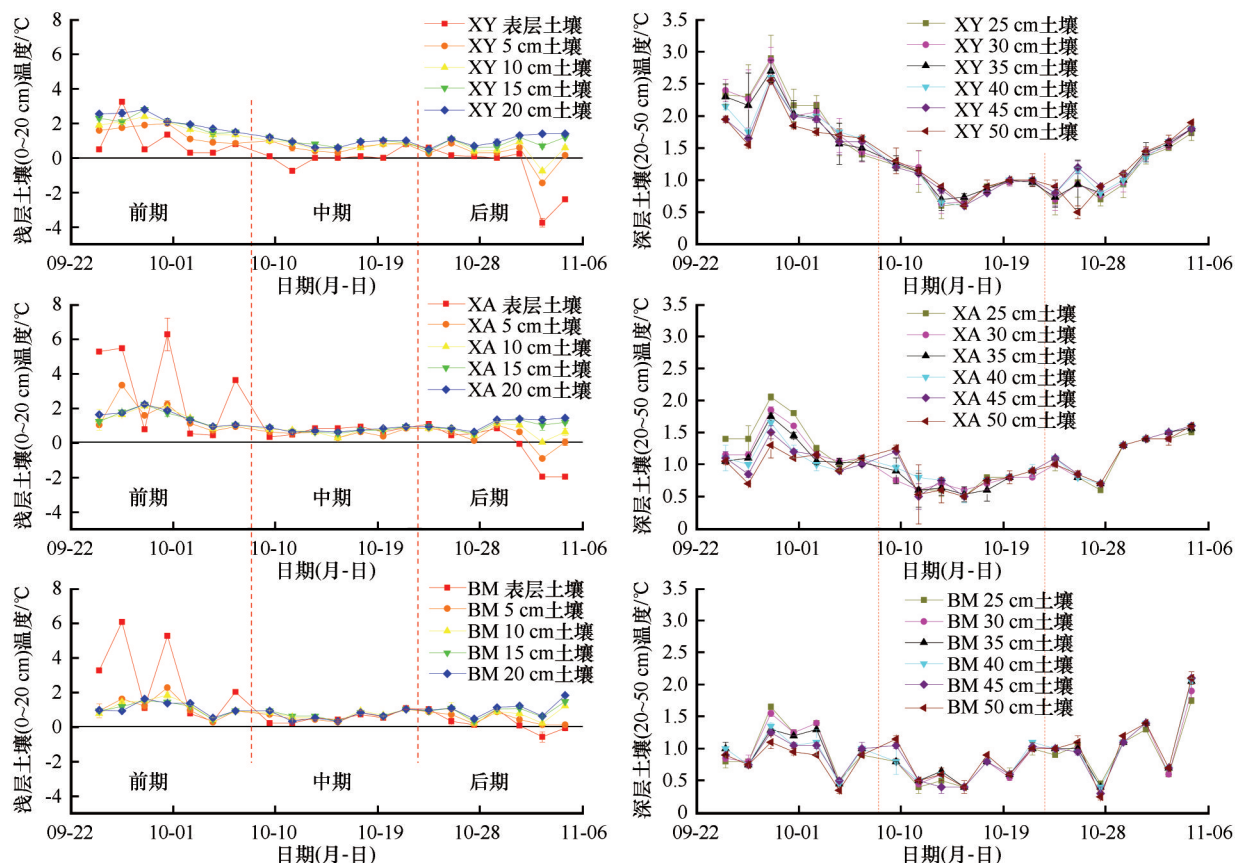 浅层土壤(0~20 cm)温度/℃
8
6
4
2
0
-2
-4
XY 表层土壤
XY 5 cm土壤
XY 10 cm土壤
XY 15 cm土壤
XY 20 cm土壤
前期
中期
后期
09-22
10-01
10-10
10-19
10-28
11-06
日期(月-日)
深层土壤(20~50 cm)温度/℃
3.5
3.0
2.5
2.0
1.5
1.0
0.5
0
XY 25 cm土壤
XY 30 cm土壤
XY 35 cm土壤
XY 40 cm土壤
XY 45 cm土壤
XY 50 cm土壤
09-22
10-01
10-10
10-19
10-28
11-06
日期(月-日)
浅层土壤(0~20 cm)温度/℃
8
6
4
2
0
-2
-4
XA 表层土壤
XA 5 cm土壤
XA 10 cm土壤
XA 15 cm土壤
XA 20 cm土壤
前期
中期
后期
09-22
10-01
10-10
10-19
10-28
11-06
日期(月-日)
深层土壤(20~50 cm)温度/℃
3.5
3.0
2.5
2.0
1.5
1.0
0.5
0
XA 25 cm土壤
XA 30 cm土壤
XA 35 cm土壤
XA 40 cm土壤
XA 45 cm土壤
XA 50 cm土壤
09-22
10-01
10-10
10-19
10-28
11-06
日期(月-日)
浅层土壤(0~20 cm)温度/℃
8
6
4
2
0
-2
-4
BM 表层土壤
BM 5 cm土壤
BM 10 cm土壤
BM 15 cm土壤
BM 20 cm土壤
前期
中期
后期
09-22
10-01
10-10
10-19
10-28
11-06
日期(月-日)
深层土壤(20~50 cm)温度/℃
3.5
3.0
2.5
2.0
1.5
1.0
0.5
0
BM 25 cm土壤
BM 30 cm土壤
BM 35 cm土壤
BM 40 cm土壤
BM 45 cm土壤
BM 50 cm土壤
09-22
10-01
10-10
10-19
10-28
11-06
日期(月-日)